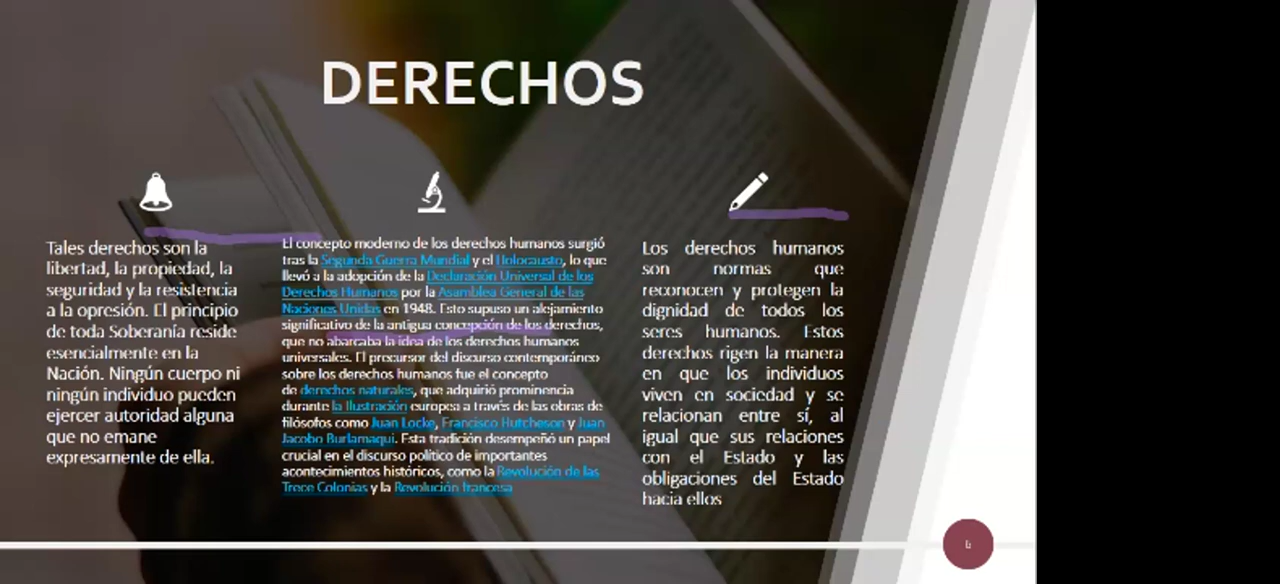 DERECHOS
Tales derechos son la
libertad, la propiedad, la
seguridad y la resistencia
a la opresión. El principio
de toda Soberanía reside
esencialmente en la
Nación. Ningún cuerpo ni
ningún individuo pueden
ejercer autoridad alguna
que no emane
expresamente de ella.
El concepto moderno de los derechos humanos surgió
tras la Segunda Guerra Mundial y el Holocausto, lo que
llevó a la adopción de la Declaración Universal de los
Derechos Humanos por la Asamblea General de las
Naciones Unidas en 1948. Esto supuso un alejamiento
significativo de la antigua concepción de los derechos,
que no abarcaba la idea de los derechos humanos
universales. El precursor del discurso contemporáneo
sobre los derechos humanos fue el concepto
de derechos naturales, que adquirió prominencia
durante la Ilustración europea a través de las obras de
filósofos como Juan Locke, Francisco Hutcheson y Juan
Jacobo Burlamaqui. Esta tradición desempeñó un papel
crucial en el discurso político de importantes
acontecimientos históricos, como la Revolución de las
Trece Colonias y la Revolución francesa
Los derechos humanos
son normas que
reconocen y protegen la
dignidad de todos los
seres humanos. Estos
derechos rigen la manera
en que los individuos
viven en sociedad y se
relacionan entre sí, al
igual que sus relaciones
con el Estado y las
obligaciones del Estado
hacia ellos